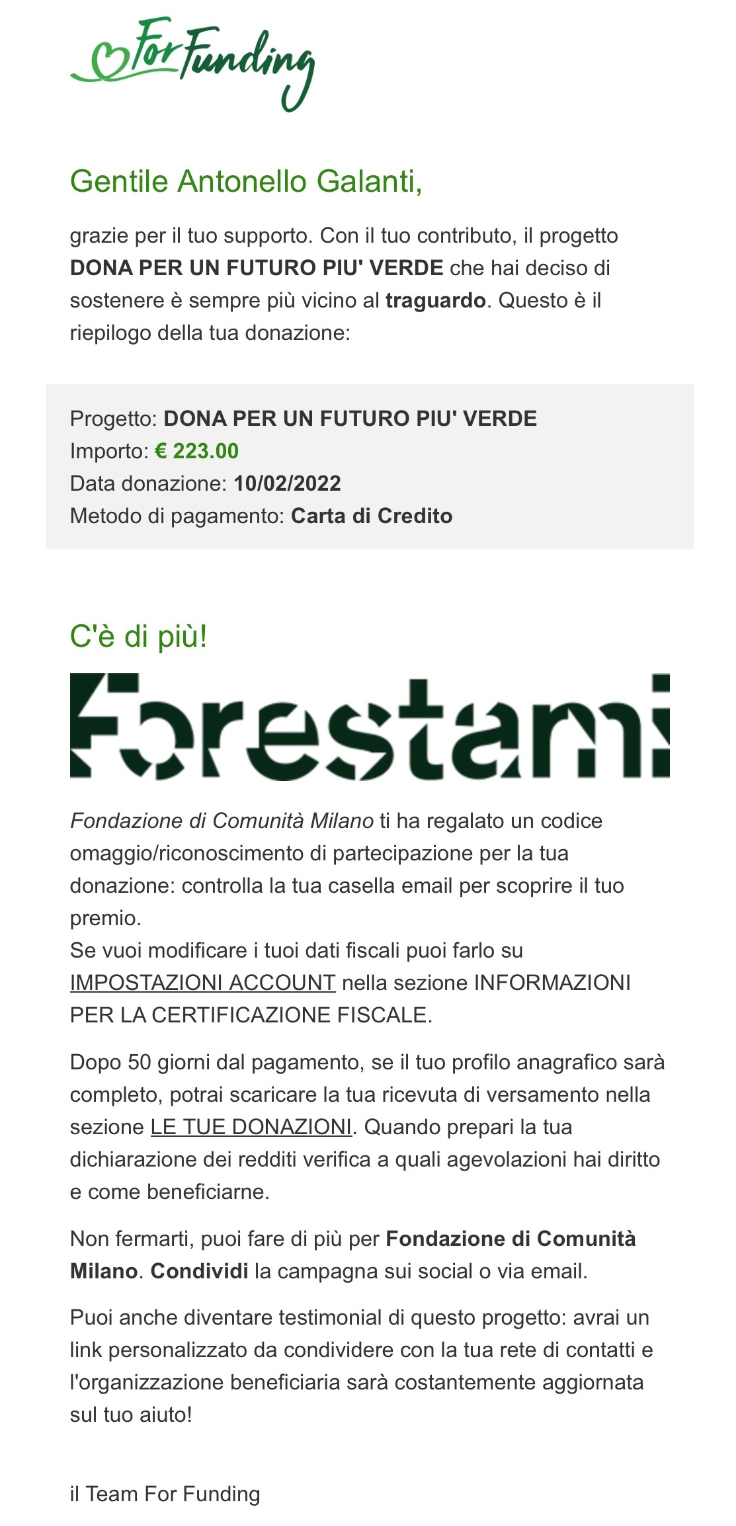 ForFunding
Gentile Antonello Galanti,
grazie per il tuo supporto. Con il tuo contributo, il progetto
DONA PER UN FUTURO PIU' VERDE che hai deciso di
sostenere è sempre più vicino al traguardo. Questo è il
riepilogo della tua donazione:
Progetto: DONA PER UN FUTURO PIU' VERDE
Importo: € 223.00
Data donazione: 10/02/2022
Metodo di pagamento: Carta di Credito
C'è di più!
Forestami
Fondazione di Comunità Milano ti ha regalato un codice
omaggio/riconoscimento di partecipazione per la tua
donazione: controlla la tua casella email per scoprire il tuo
premio.
Se vuoi modificare i tuoi dati fiscali puoi farlo su
IMPOSTAZIONI ACCOUNT nella sezione INFORMAZIONI
PER LA CERTIFICAZIONE FISCALE.
Dopo 50 giorni dal pagamento, se il tuo profilo anagrafico sarà
completo, potrai scaricare la tua ricevuta di versamento nella
sezione LE TUE DONAZIONI. Quando prepari la tua
dichiarazione dei redditi verifica a quali agevolazioni hai diritto
e come beneficiarne.
Non fermarti, puoi fare di più per Fondazione di Comunità
Milano. Condividi la campagna sui social o via email.
Puoi anche diventare testimonial di questo progetto: avrai un
link personalizzato da condividere con la tua rete di contatti e
l'organizzazione beneficiaria sarà costantemente aggiornata
sul tuo aiuto!
il Team For Funding